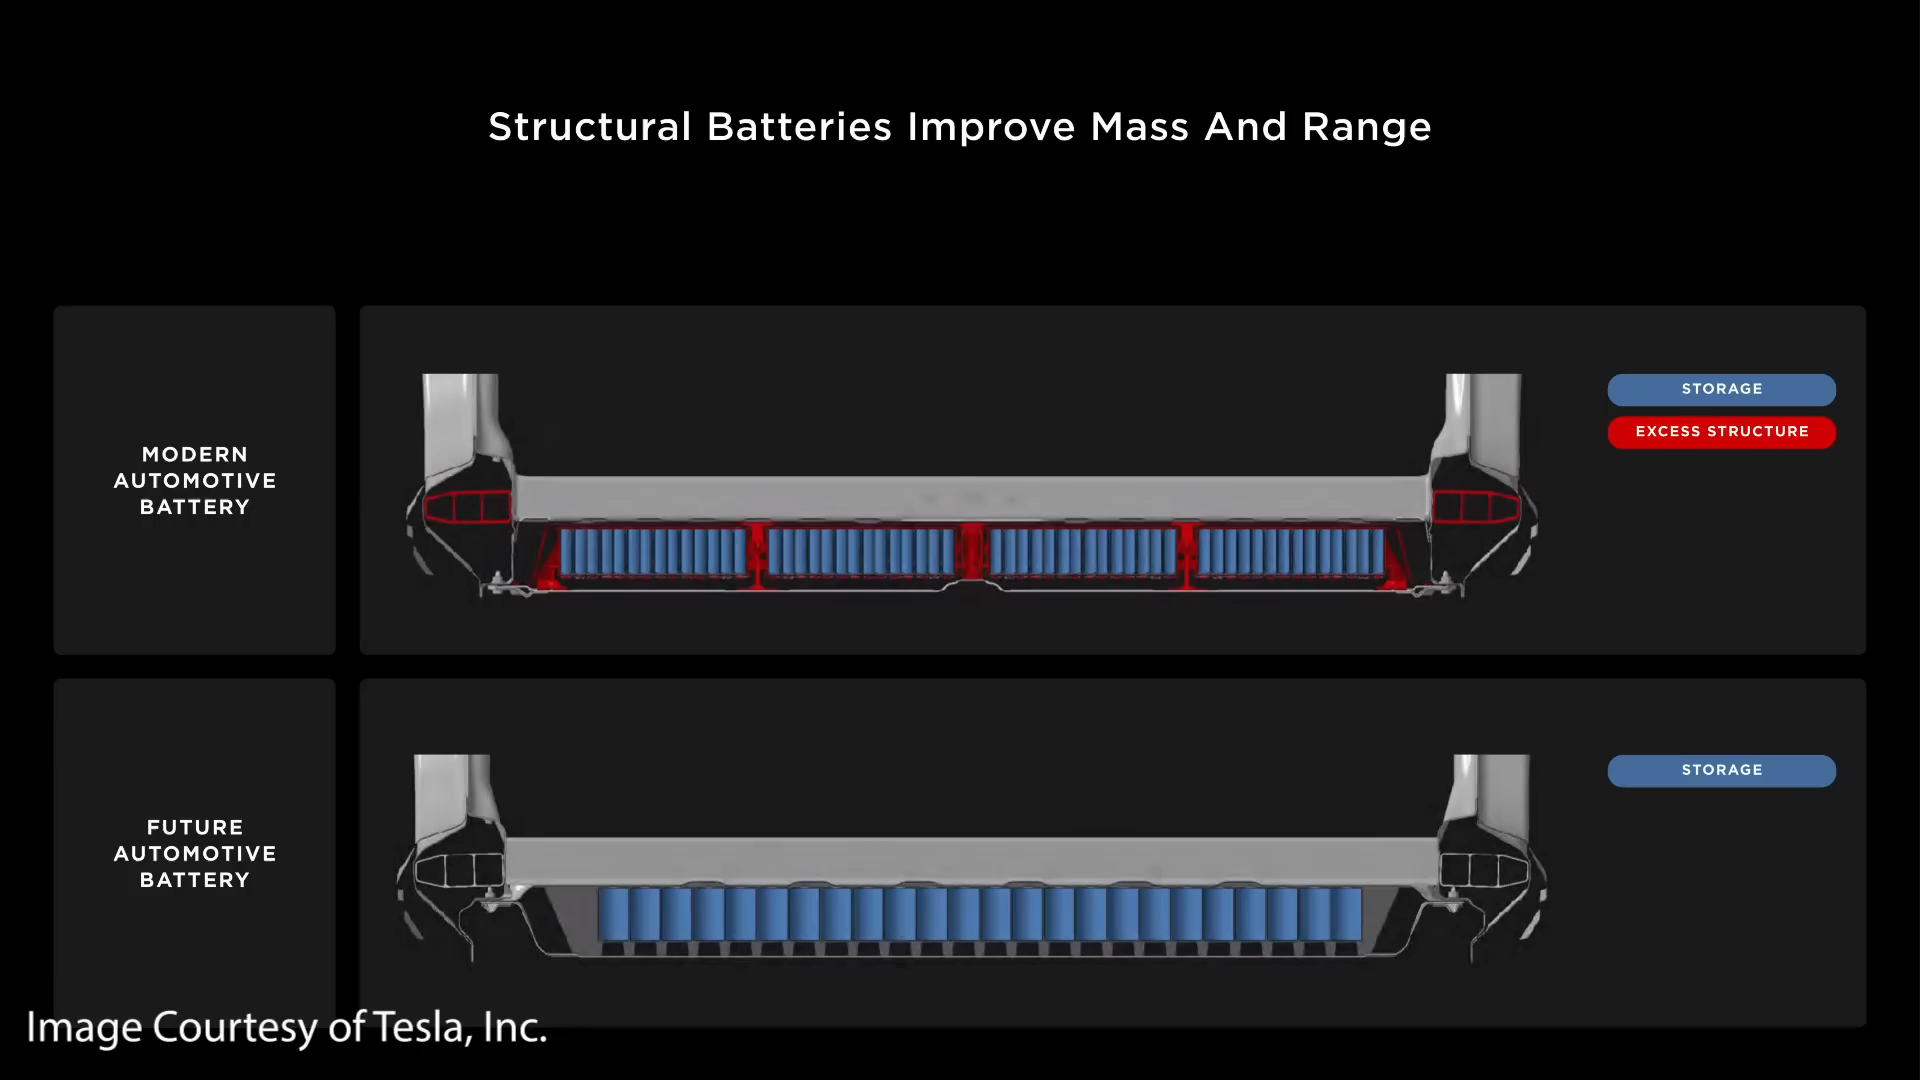 Structural Batteries Improve Mass And Range
MODERN
AUTOMOTIVE
BATTERY
STORAGE
EXCESS STRUCTURE
FUTURE
AUTOMOTIVE
BATTERY
STORAGE
Image Courtesy of Tesla, Inc.